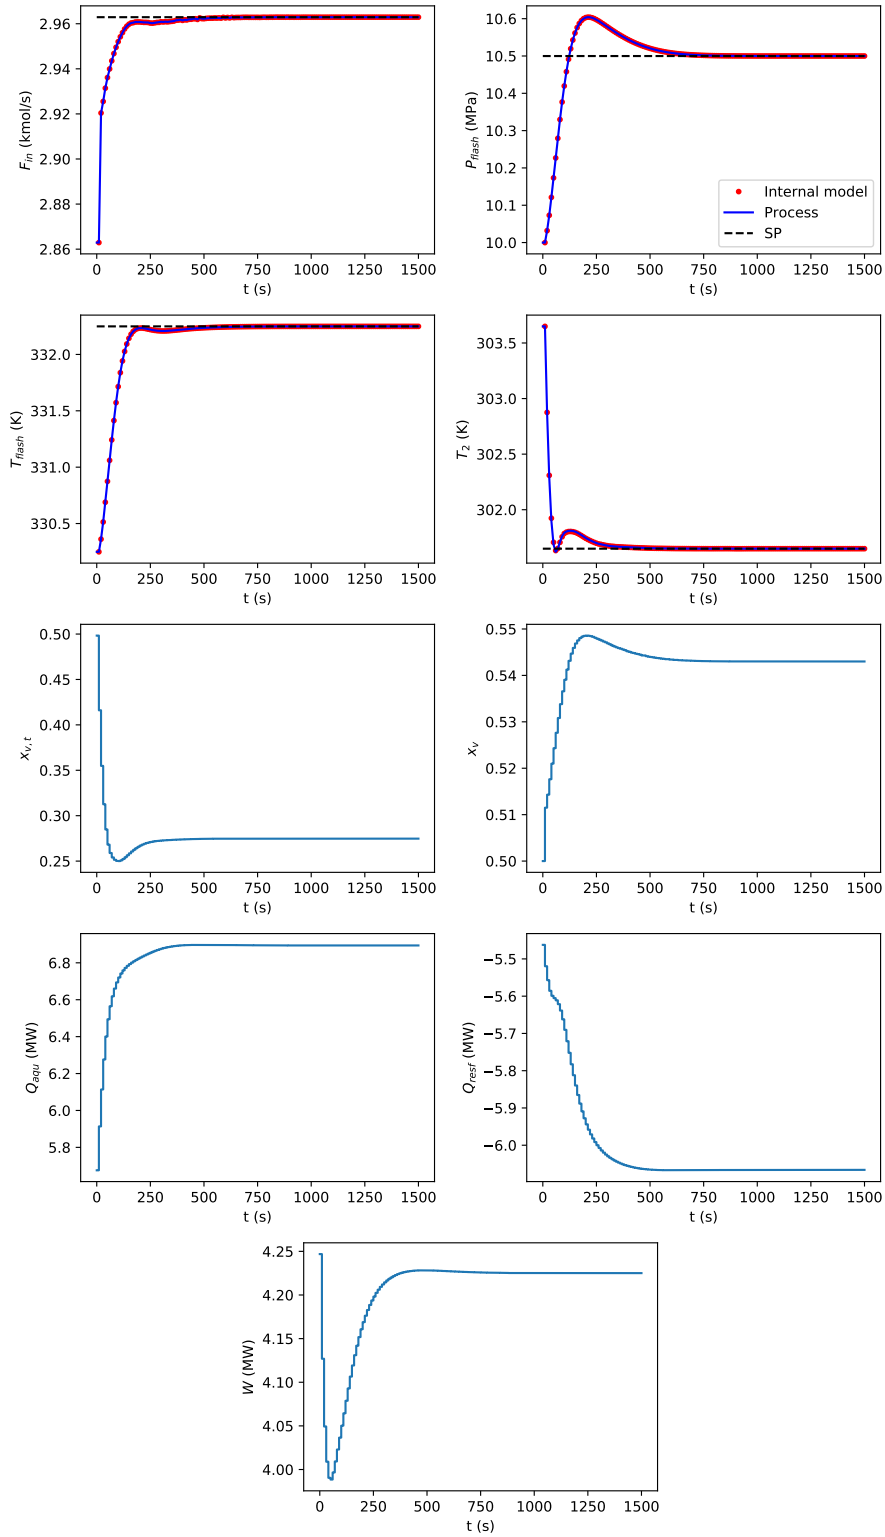 2.96
2.94
2.92
2.90
2.88
2.86
F_in (kmol/s)
0 250 500 750 1000 1250 1500
t (s)
10.6
10.5
10.4
10.3
10.2
10.1
10.0
P_flash (MPa)
Internal model
Process
SP
0 250 500 750 1000 1250 1500
t (s)
332.0
331.5
331.0
330.5
T_flash (K)
0 250 500 750 1000 1250 1500
t (s)
303.5
303.0
302.5
302.0
T_2 (K)
0 250 500 750 1000 1250 1500
t (s)
0.50
0.45
0.40
0.35
0.30
0.25
x_v,t
0 250 500 750 1000 1250 1500
t (s)
0.55
0.54
0.53
0.52
0.51
0.50
x_v
0 250 500 750 1000 1250 1500
t (s)
6.8
6.6
6.4
6.2
6.0
5.8
Q_aqu (MW)
0 250 500 750 1000 1250 1500
t (s)
−5.5
−5.6
−5.7
−5.8
−5.9
−6.0
Q_resf (MW)
0 250 500 750 1000 1250 1500
t (s)
4.25
4.20
4.15
4.10
4.05
4.00
W (MW)
0 250 500 750 1000 1250 1500
t (s)